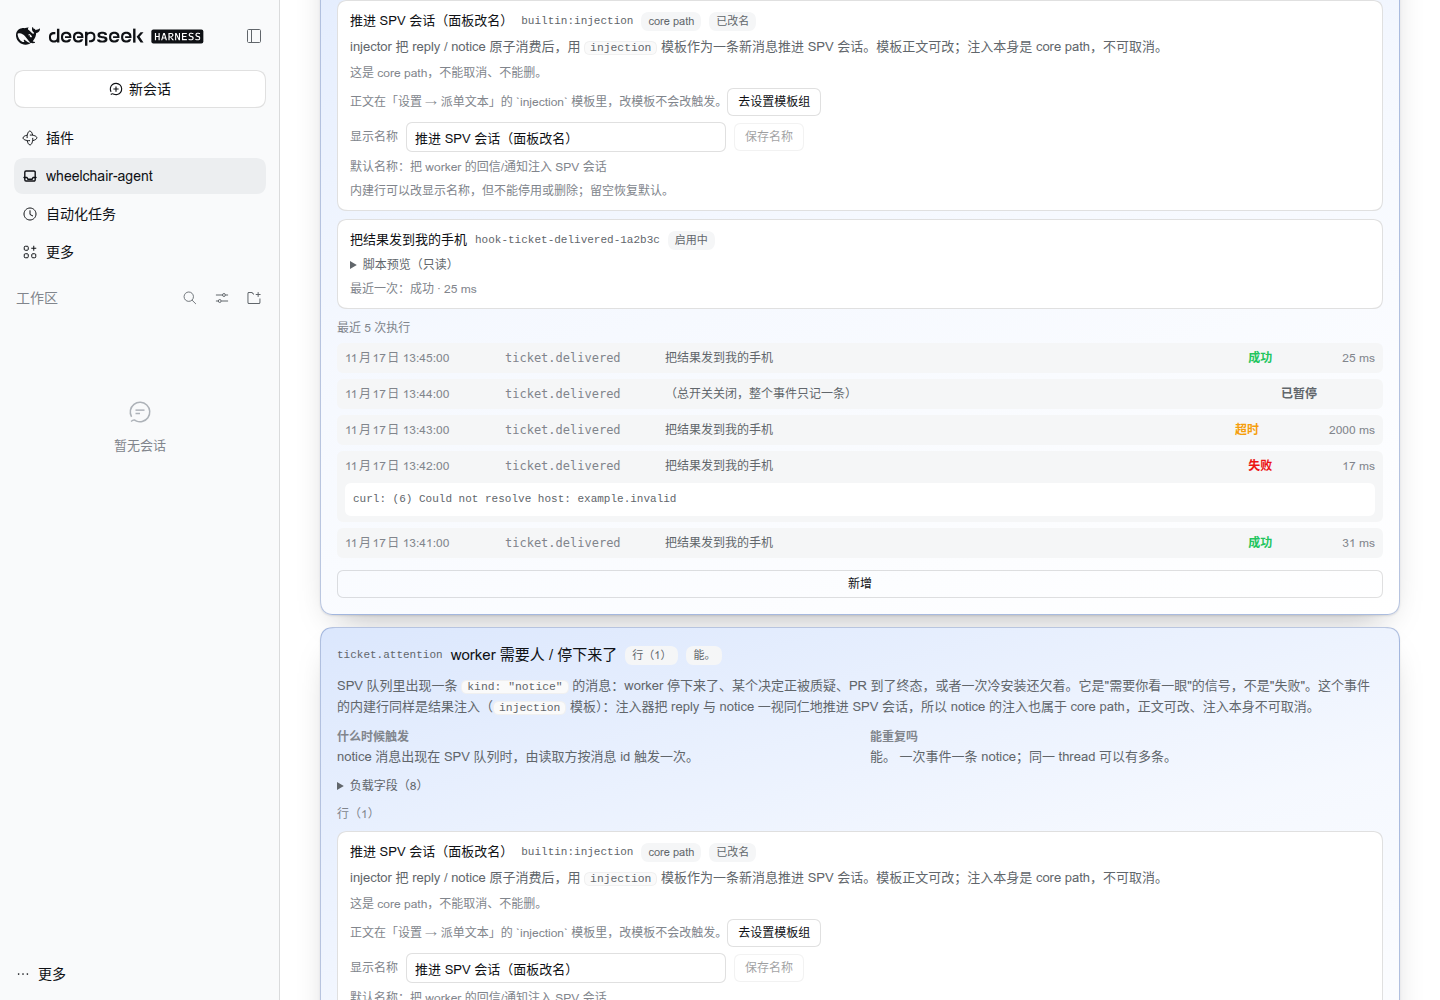 deepseek HARNESS
新会话
插件
wheelchair-agent
自动化任务
更多
工作区
暂无会话
更多
推进 SPV 会话（面板改名） builtin:injection core path 已改名
injector 把 reply / notice 原子消费后，用 injection 模板作为一条新消息推进 SPV 会话。模板正文可改；注入本身是 core path，不可取消。
这是 core path，不能取消、不能删。
正文在「设置 → 派单文本」的 `injection` 模板里，改模板不会改触发。 去设置模板组
显示名称 推进 SPV 会话（面板改名） 保存名称
默认名称：把 worker 的回信/通知注入 SPV 会话
内建行可以改显示名称，但不能停用或删除；留空恢复默认。
把结果发到我的手机 hook-ticket-delivered-1a2b3c 启用中
▶ 脚本预览（只读）
最近一次：成功 · 25 ms
最近 5 次执行
11月17日 13:45:00 ticket.delivered 把结果发到我的手机 成功 25 ms
11月17日 13:44:00 ticket.delivered （总开关关闭，整个事件只记一条） 已暂停
11月17日 13:43:00 ticket.delivered 把结果发到我的手机 超时 2000 ms
11月17日 13:42:00 ticket.delivered 把结果发到我的手机 失败 17 ms
curl: (6) Could not resolve host: example.invalid
11月17日 13:41:00 ticket.delivered 把结果发到我的手机 成功 31 ms
新增
ticket.attention worker 需要人 / 停下来了 行（1） 能。
SPV 队列里出现一条 kind: "notice" 的消息：worker 停下来了、某个决定正被质疑、PR 到了终态，或者一次冷安装还欠着。它是"需要你看一眼"的信号，不是"失败"。这个事件
的内建行同样是结果注入（ injection 模板）：注入器把 reply 与 notice 一视同仁地推进 SPV 会话，所以 notice 的注入也属于 core path，正文可改、注入本身不可取消。
什么时候触发
notice 消息出现在 SPV 队列时，由读取方按消息 id 触发一次。
能重复吗
能。 一次事件一条 notice；同一 thread 可以有多条。
▶ 负载字段（8）
行（1）
推进 SPV 会话（面板改名） builtin:injection core path 已改名
injector 把 reply / notice 原子消费后，用 injection 模板作为一条新消息推进 SPV 会话。模板正文可改；注入本身是 core path，不可取消。
这是 core path，不能取消、不能删。
正文在「设置 → 派单文本」的 `injection` 模板里，改模板不会改触发。 去设置模板组
显示名称 推进 SPV 会话（面板改名） 保存名称
默认名称：把 worker 的回信/通知注入 SPV 会话